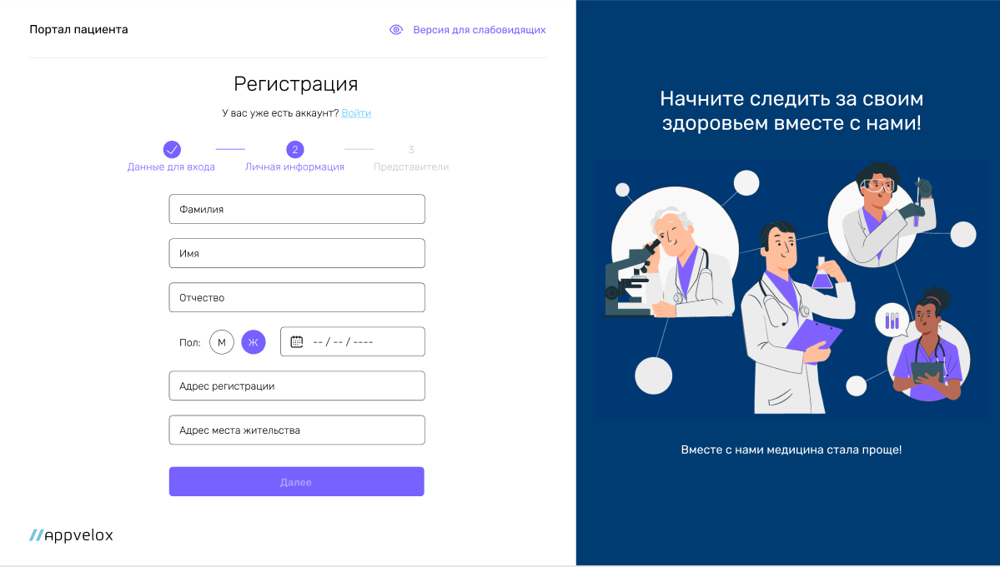 Портал пациента
Версия для слабовидящих
Регистрация
У вас уже есть аккаунт? Войти
2
3
Данные для входа
Личная информация
Представители
Фамилия
Имя
Отчество
Пол:
М
Ж
-- / -- / ----
Адрес регистрации
Адрес места жительства
Далее
//Appvelox
Начните следить за своим
здоровьем вместе с нами!
Вместе с нами медицина стала проще!